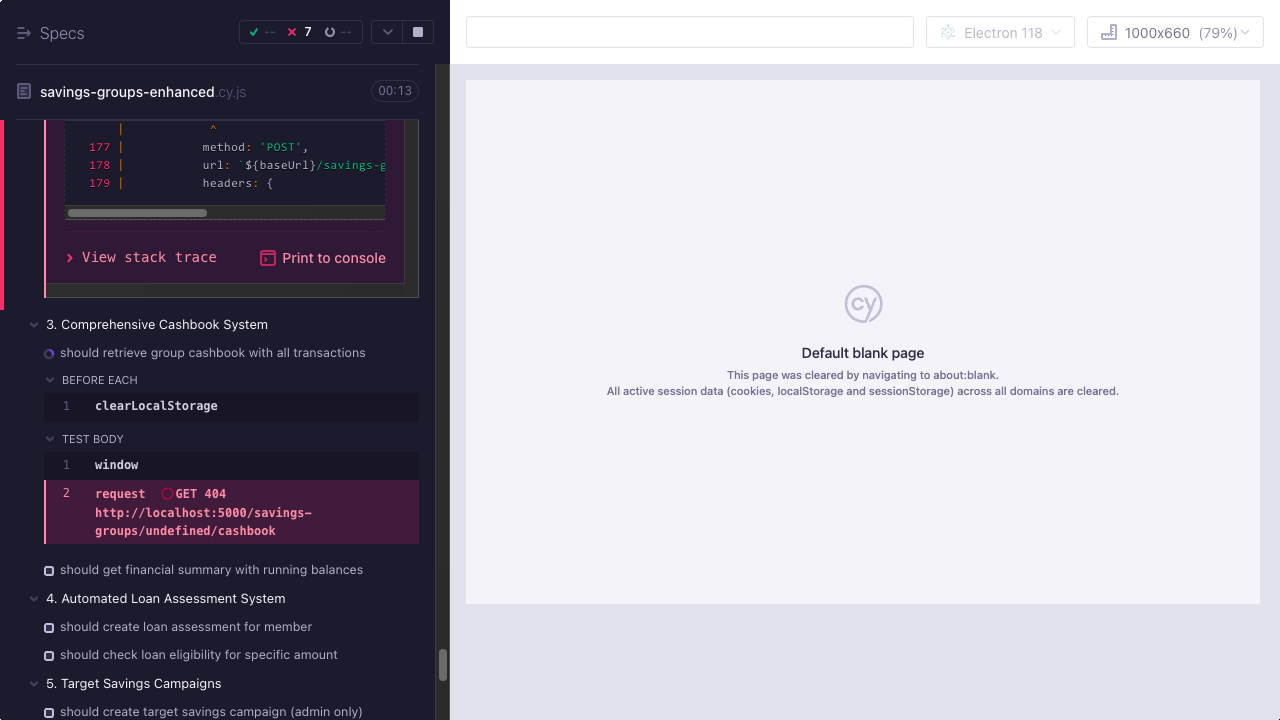 Specs
-- 7 --
Electron 118
1000x660 (79%)
savings-groups-enhanced.cy.js
00:13
| ^
177 | method: 'POST',
178 | url: `${baseUrl}/savings-g
179 | headers: {
View stack trace
Print to console
3. Comprehensive Cashbook System
should retrieve group cashbook with all transactions
BEFORE EACH
1 clearLocalStorage
TEST BODY
1 window
2 request GET 404
http://localhost:5000/savings-
groups/undefined/cashbook
should get financial summary with running balances
4. Automated Loan Assessment System
should create loan assessment for member
should check loan eligibility for specific amount
5. Target Savings Campaigns
should create target savings campaign (admin only)
cy
Default blank page
This page was cleared by navigating to about:blank.
All active session data (cookies, localStorage and sessionStorage) across all domains are cleared.